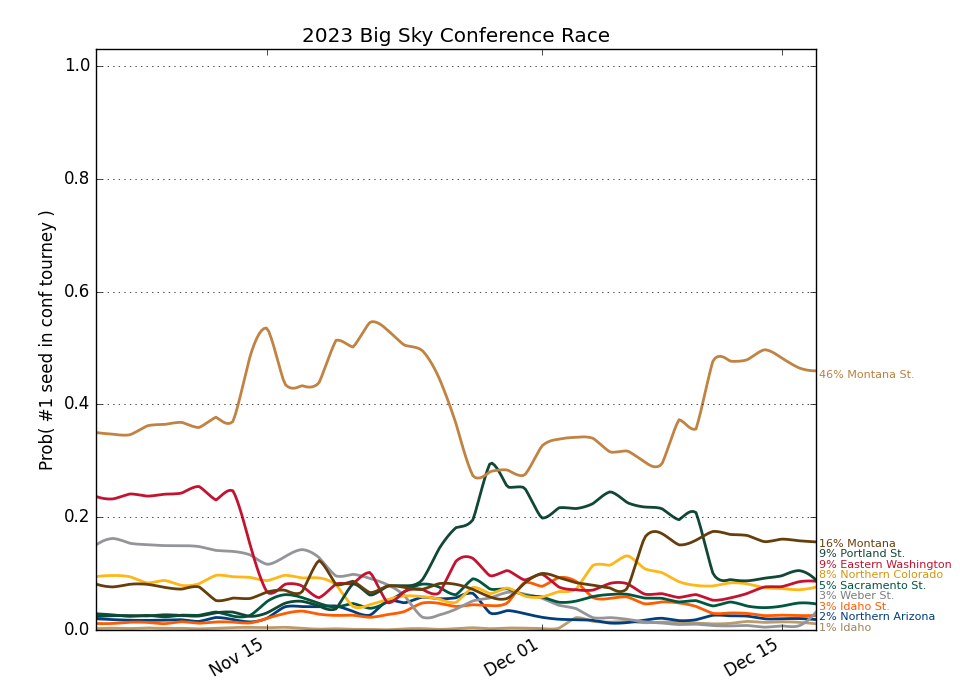 2023 Big Sky Conference Race
Prob( #1 seed in conf tourney )
1.0
0.8
0.6
0.4
0.2
0.0
Nov 15
Dec 01
Dec 15
46% Montana St.
16% Montana
9% Portland St.
9% Eastern Washington
8% Northern Colorado
5% Sacramento St.
3% Weber St.
3% Idaho St.
2% Northern Arizona
1% Idaho